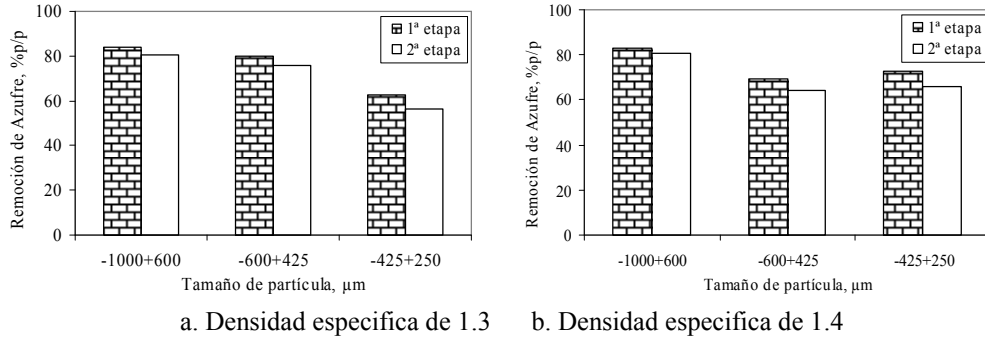 100
80
60
40
20
0
Remoción de Azufre, %p/p
1ª etapa
2ª etapa
-1000+600 -600+425 -425+250
Tamaño de partícula, µm
100
80
60
40
20
0
Remoción de Azufre, %p/p
1ª etapa
2ª etapa
-1000+600 -600+425 -425+250
Tamaño de partícula, µm
a. Densidad especifica de 1.3 b. Densidad especifica de 1.4